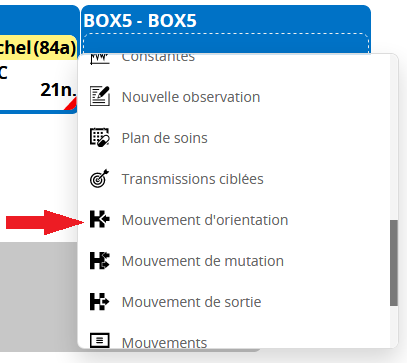 BOX5 - BOX5
chel (84a)
C
21n.
Constantes
Nouvelle observation
Plan de soins
Transmissions ciblées
Mouvement d'orientation
Mouvement de mutation
Mouvement de sortie
Mouvements